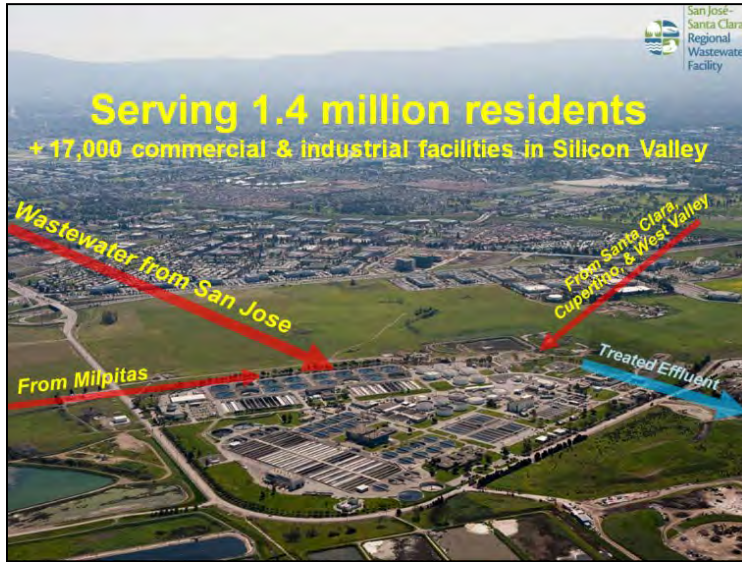 San José-
Santa Clara
Regional
Wastewater
Facility
Serving 1.4 million residents
+ 17,000 commercial & industrial facilities in Silicon Valley
Wastewater from San Jose
From Santa Clara,
Cupertino, & West Valley
Treated Effluent
From Milpitas